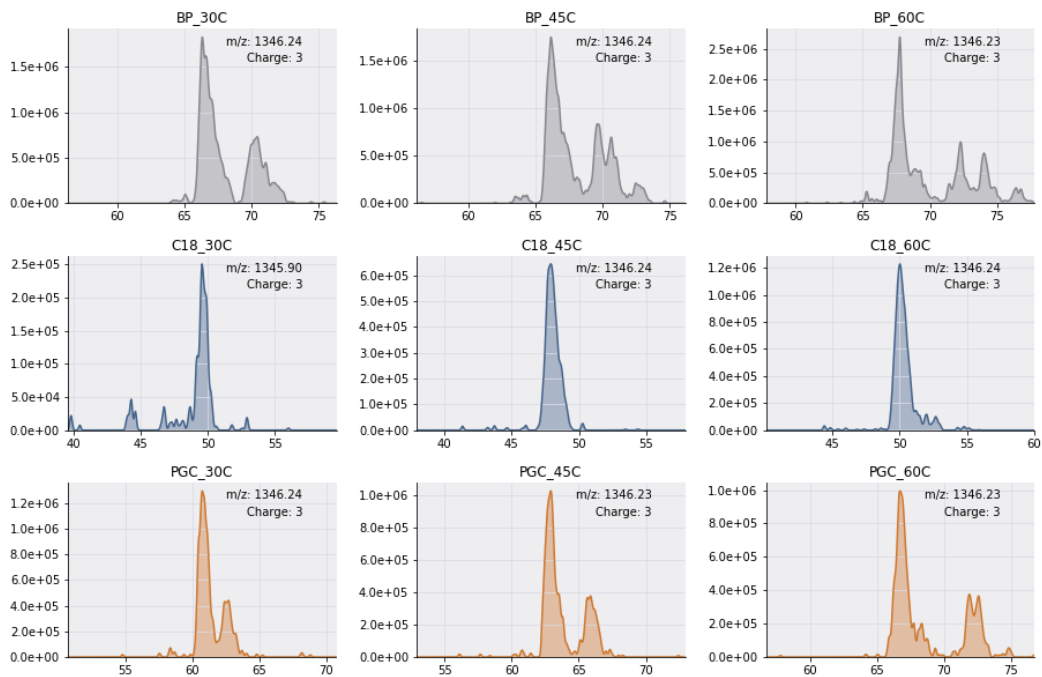 BP_30C
m/z: 1346.24
Charge: 3
1.5e+06
1.0e+06
5.0e+05
0.0e+00
60 65 70 75
BP_45C
m/z: 1346.24
Charge: 3
1.5e+06
1.0e+06
5.0e+05
0.0e+00
60 65 70 75
BP_60C
m/z: 1346.23
Charge: 3
2.5e+06
2.0e+06
1.5e+06
1.0e+06
5.0e+05
0.0e+00
60 65 70 75
C18_30C
m/z: 1345.90
Charge: 3
2.5e+05
2.0e+05
1.5e+05
1.0e+05
5.0e+04
0.0e+00
40 45 50 55
C18_45C
m/z: 1346.24
Charge: 3
6.0e+05
5.0e+05
4.0e+05
3.0e+05
2.0e+05
1.0e+05
0.0e+00
40 45 50 55
C18_60C
m/z: 1346.24
Charge: 3
1.2e+06
1.0e+06
8.0e+05
6.0e+05
4.0e+05
2.0e+05
0.0e+00
45 50 55 60
PGC_30C
m/z: 1346.24
Charge: 3
1.2e+06
1.0e+06
8.0e+05
6.0e+05
4.0e+05
2.0e+05
0.0e+00
55 60 65 70
PGC_45C
m/z: 1346.23
Charge: 3
1.0e+06
8.0e+05
6.0e+05
4.0e+05
2.0e+05
0.0e+00
55 60 65 70
PGC_60C
m/z: 1346.23
Charge: 3
1.0e+06
8.0e+05
6.0e+05
4.0e+05
2.0e+05
0.0e+00
60 65 70 75